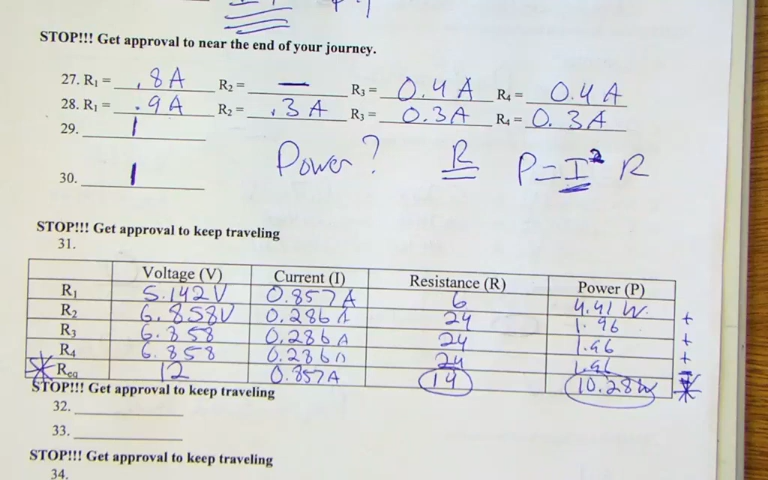 STOP!!! Get approval to near the end of your journey.
27. R1 = .8A R2 = — R3 = 0.4 A R4 = 0.4 A
28. R1 = .9A R2 = .3A R3 = 0.3A R4 = 0.3A
29. 1
Power? R P=I² R
30. 1
STOP!!! Get approval to keep traveling
31.
Voltage (V) Current (I) Resistance (R) Power (P)
R1 5.142V 0.857A 6 4.41 W.
R2 6.858V 0.286 A 24 1.96 +
R3 6.858 0.286A 24 1.96 +
R4 6.858 0.286A 24 1.96 +
Req 12 0.857A 14 10.28W
STOP!!! Get approval to keep traveling
32.
33.
STOP!!! Get approval to keep traveling
34.